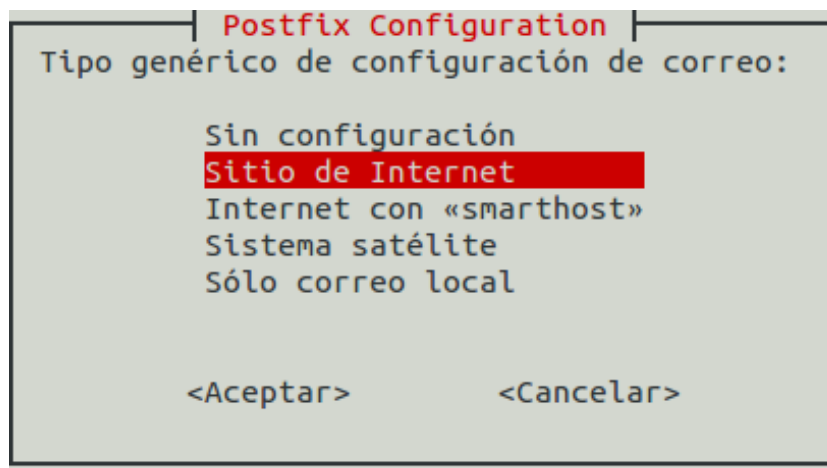 Postfix Configuration
Tipo genérico de configuración de correo:
Sin configuración
Sitio de Internet
Internet con «smarthost»
Sistema satélite
Sólo correo local
<Aceptar> <Cancelar>